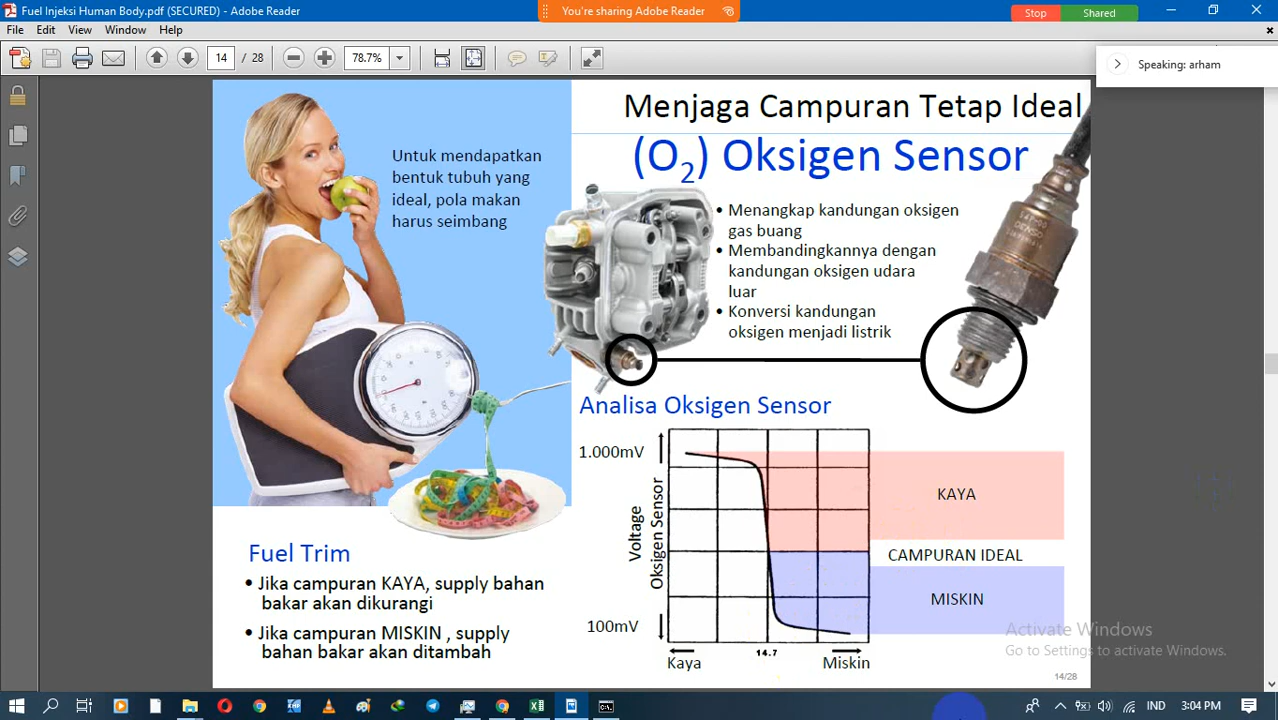 Fuel Injeksi Human Body.pdf (SECURED) - Adobe Reader
You're sharing Adobe Reader
Stop
Shared
File Edit View Window Help
14 / 28
78.7%
Speaking: arham
Menjaga Campuran Tetap Ideal
(O2) Oksigen Sensor
Untuk mendapatkan
bentuk tubuh yang
ideal, pola makan
harus seimbang
• Menangkap kandungan oksigen
gas buang
• Membandingkannya dengan
kandungan oksigen udara
luar
• Konversi kandungan
oksigen menjadi listrik
Analisa Oksigen Sensor
1.000mV
Voltage
Oksigen Sensor
100mV
KAYA
CAMPURAN IDEAL
MISKIN
Kaya
14.7
Miskin
Fuel Trim
• Jika campuran KAYA, supply bahan
bakar akan dikurangi
• Jika campuran MISKIN , supply
bahan bakar akan ditambah
Activate Windows
Go to Settings to activate Windows.
14/28
IND
3:04 PM